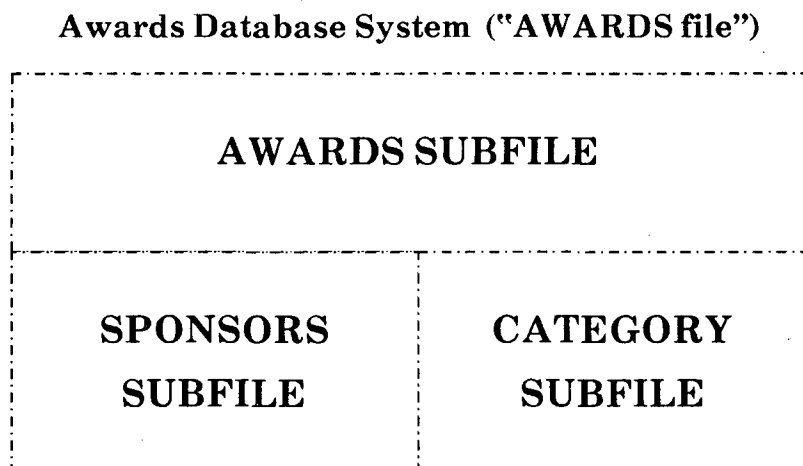 Awards Database System ("AWARDS file")
AWARDS SUBFILE
SPONSORS
SUBFILE
CATEGORY
SUBFILE